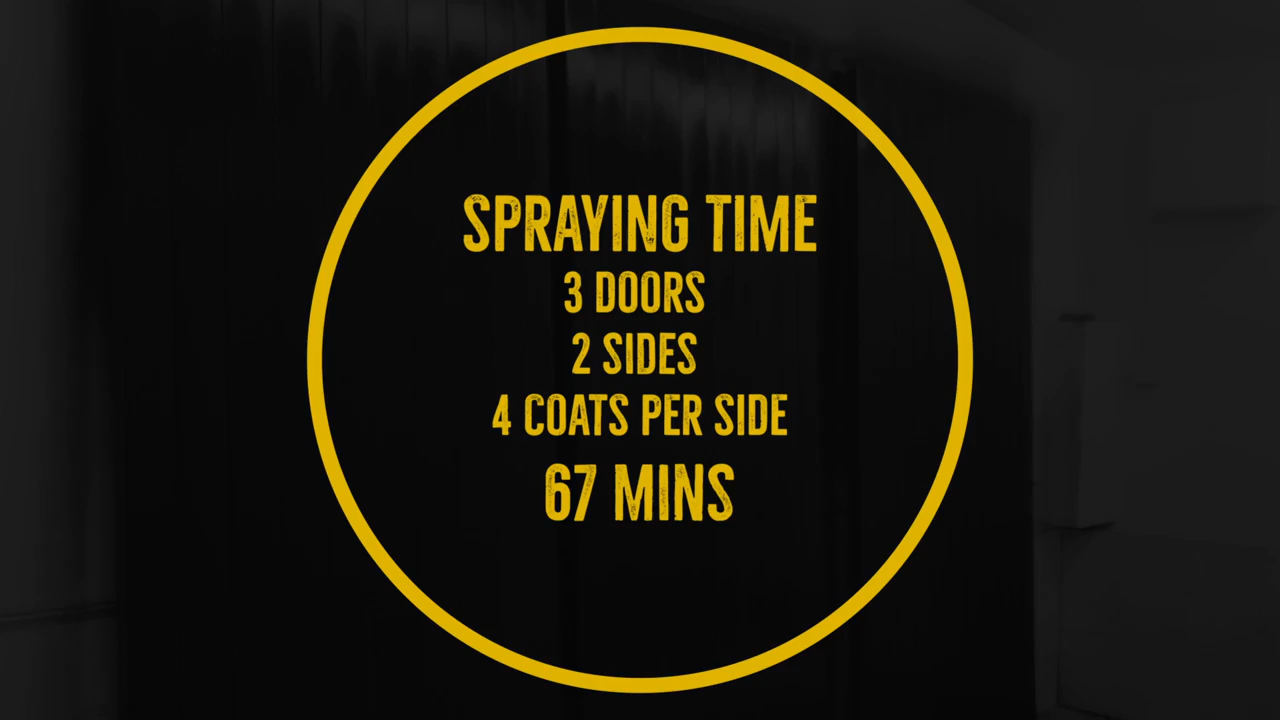 SPRAYING TIME
3 DOORS
2 SIDES
4 COATS PER SIDE
67 MINS